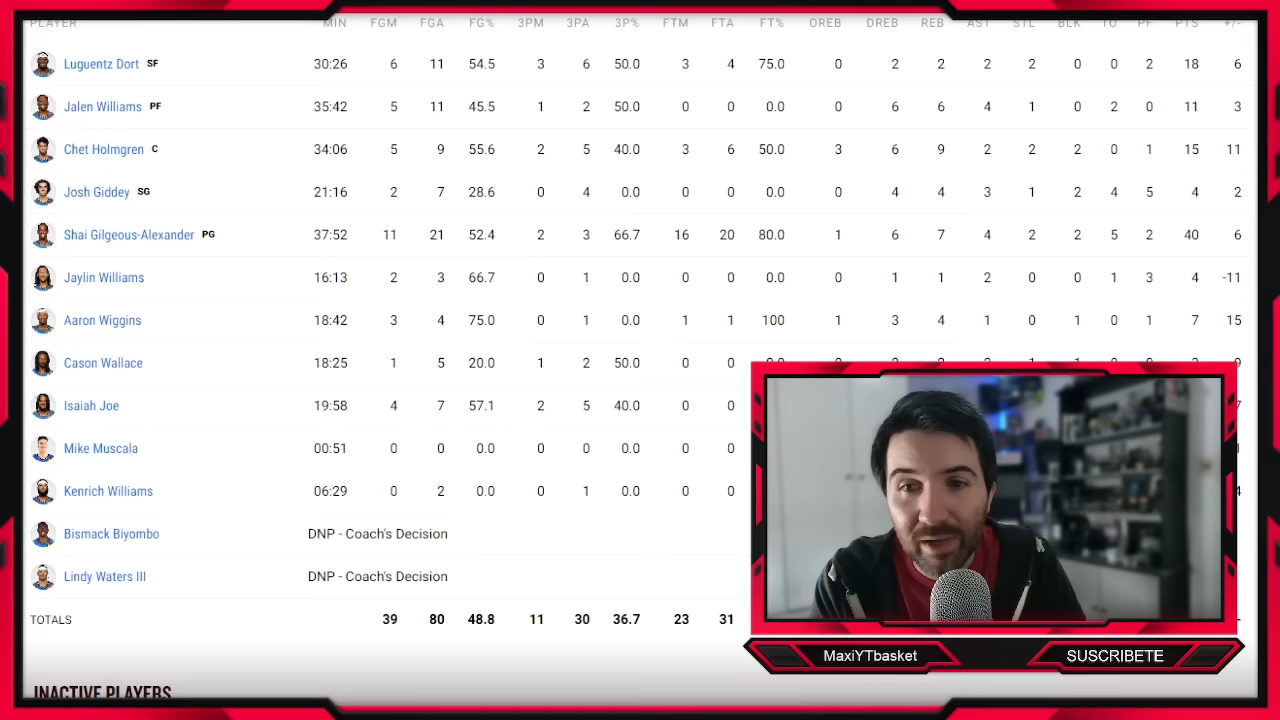 PLAYER MIN FGM FGA FG% 3PM 3PA 3P% FTM FTA FT% OREB DREB REB AST STL BLK TO PF PTS +/-
Luguentz Dort SF 30:26 6 11 54.5 3 6 50.0 3 4 75.0 0 2 2 2 2 0 0 2 18 6
Jalen Williams PF 35:42 5 11 45.5 1 2 50.0 0 0 0.0 0 6 6 4 1 0 2 0 11 3
Chet Holmgren C 34:06 5 9 55.6 2 5 40.0 3 6 50.0 3 6 9 2 2 2 0 1 15 11
Josh Giddey SG 21:16 2 7 28.6 0 4 0.0 0 0 0.0 0 4 4 3 1 2 4 5 4 2
Shai Gilgeous-Alexander PG 37:52 11 21 52.4 2 3 66.7 16 20 80.0 1 6 7 4 2 2 5 2 40 6
Jaylin Williams 16:13 2 3 66.7 0 1 0.0 0 0 0.0 0 1 1 2 0 0 1 3 4 -11
Aaron Wiggins 18:42 3 4 75.0 0 1 0.0 1 1 100 1 3 4 1 0 1 0 1 7 15
Cason Wallace 18:25 1 5 20.0 1 2 50.0 0 0
Isaiah Joe 19:58 4 7 57.1 2 5 40.0 0 0
Mike Muscala 00:51 0 0 0.0 0 0 0.0 0 0
Kenrich Williams 06:29 0 2 0.0 0 1 0.0 0 0
Bismack Biyombo DNP - Coach's Decision
Lindy Waters III DNP - Coach's Decision
TOTALS 39 80 48.8 11 30 36.7 23 31
INACTIVE PLAYERS
MaxiYTbasket SUSCRIBETE